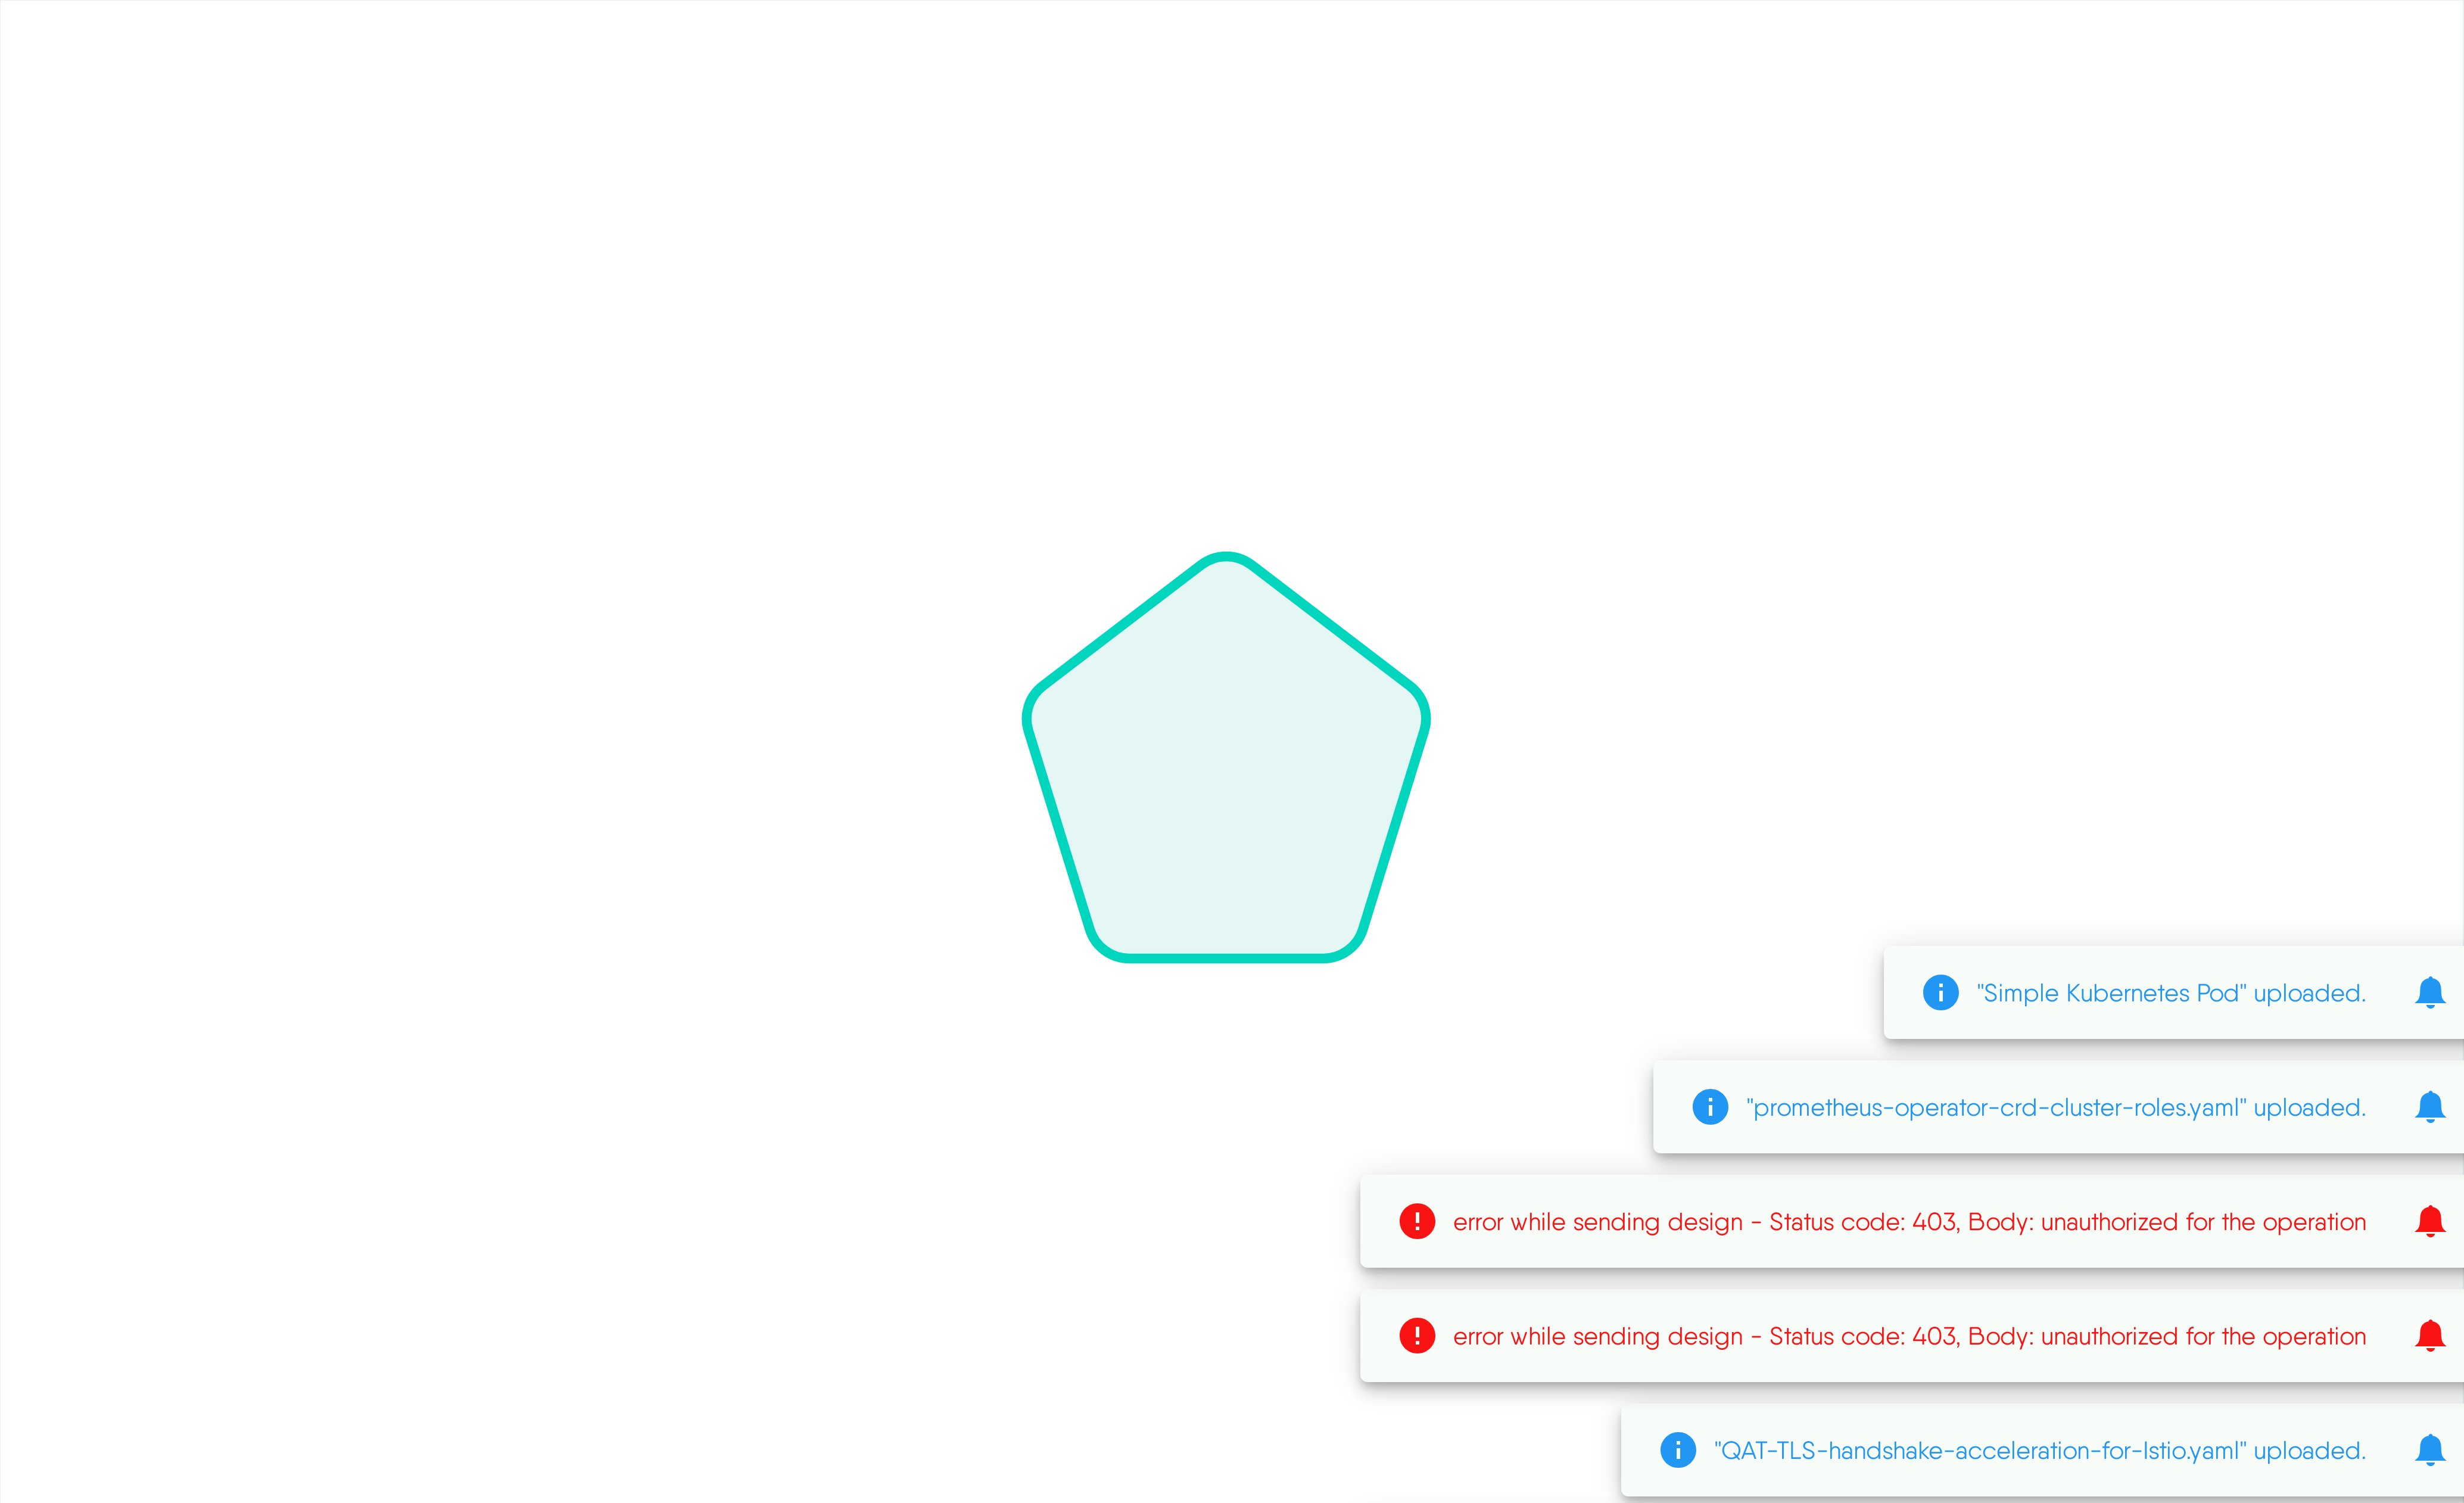 "Simple Kubernetes Pod" uploaded.
"prometheus-operator-crd-cluster-roles.yaml" uploaded.
error while sending design - Status code: 403, Body: unauthorized for the operation
error while sending design - Status code: 403, Body: unauthorized for the operation
"QAT-TLS-handshake-acceleration-for-Istio.yaml" uploaded.